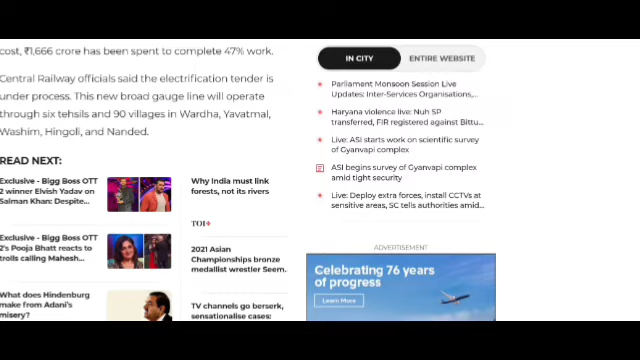 cost, ₹1,666 crore has been spent to complete 47% work.
Central Railway officials said the electrification tender is
under process. This new broad gauge line will operate
through six tehsils and 90 villages in Wardha, Yavatmal,
Washim, Hingoli, and Nanded.
READ NEXT:
Exclusive - Bigg Boss OTT
2 winner Elvish Yadav on
Salman Khan: Despite...
Exclusive - Bigg Boss OTT
2's Pooja Bhatt reacts to
trolls calling Mahesh...
What does Hindenburg
make from Adani's
misery?
Why India must link
forests, not its rivers
TOI+
2021 Asian
Championships bronze
medallist wrestler Seem.
TV channels go berserk,
sensationalise cases:
IN CITY
ENTIRE WEBSITE
Parliament Monsoon Session Live
Updates: Inter-Services Organisations,...
Haryana violence live: Nuh SP
transferred, FIR registered against Bittu...
Live: ASI starts work on scientific survey
of Gyanvapi complex
ASI begins survey of Gyanvapi complex
amid tight security
Live: Deploy extra forces, install CCTVs at
sensitive areas, SC tells authorities amid...
ADVERTISEMENT
Celebrating 76 years
of progress
Learn More